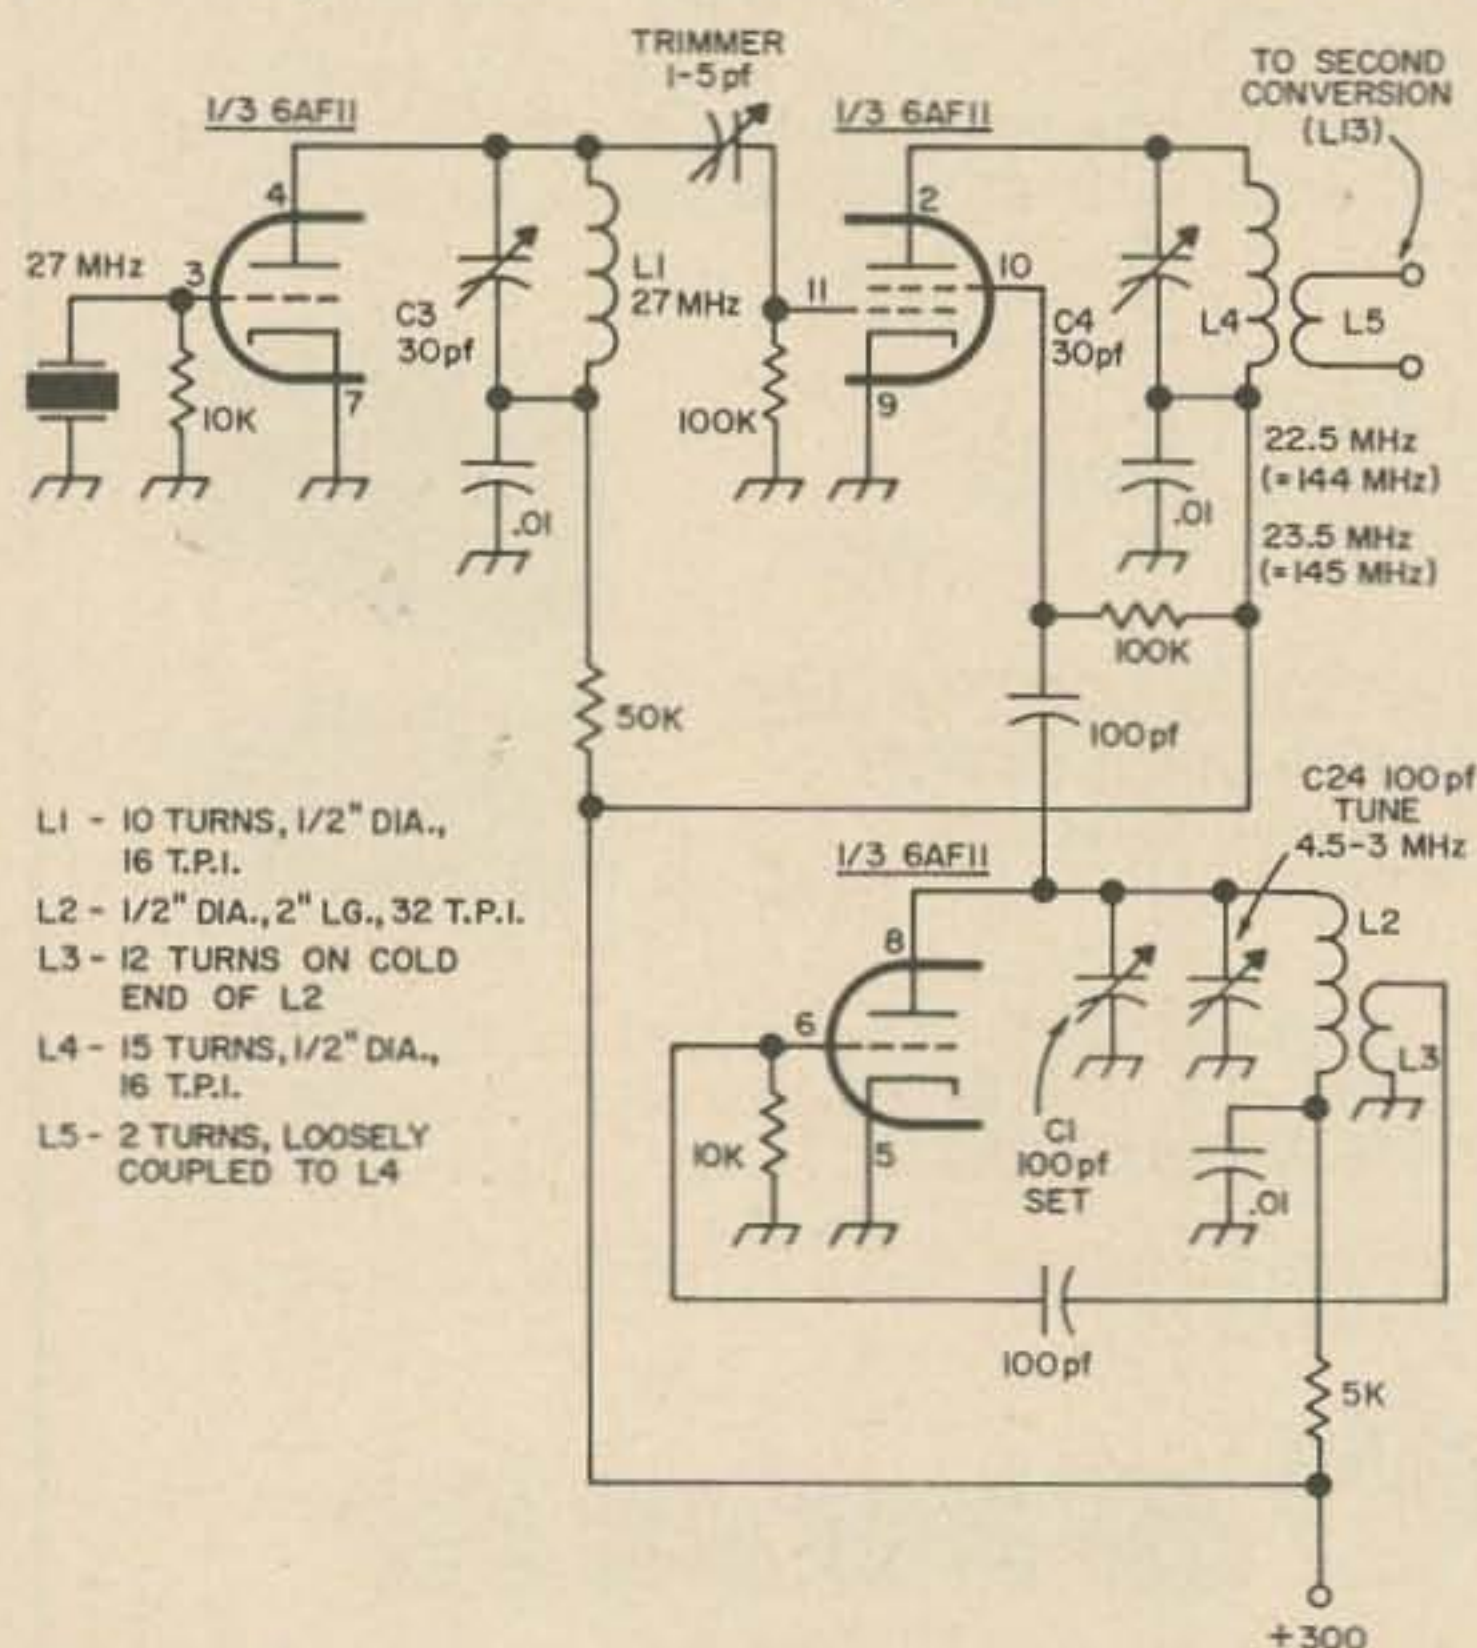 TRIMMER
1-5pf
TO SECOND
CONVERSION
(L13)
1/3 6AF11
1/3 6AF11
4
2
27 MHz
3
10
11
L1
27 MHz
C3
30pf
C4
30pf
L4
L5
10K
7
100K
9
.01
.01
22.5 MHz
(=144 MHz)
23.5 MHz
(=145 MHz)
100K
50K
100pf
C24 100pf
TUNE
4.5-3 MHz
L1 - 10 TURNS, 1/2" DIA.,
16 T.P.I.
L2 - 1/2" DIA., 2" LG., 32 T.P.I.
L3 - 12 TURNS ON COLD
END OF L2
L4 - 15 TURNS, 1/2" DIA.,
16 T.P.I.
L5 - 2 TURNS, LOOSELY
COUPLED TO L4
1/3 6AF11
8
L2
6
L3
10K
5
C1
100pf
SET
.01
100pf
5K
+300